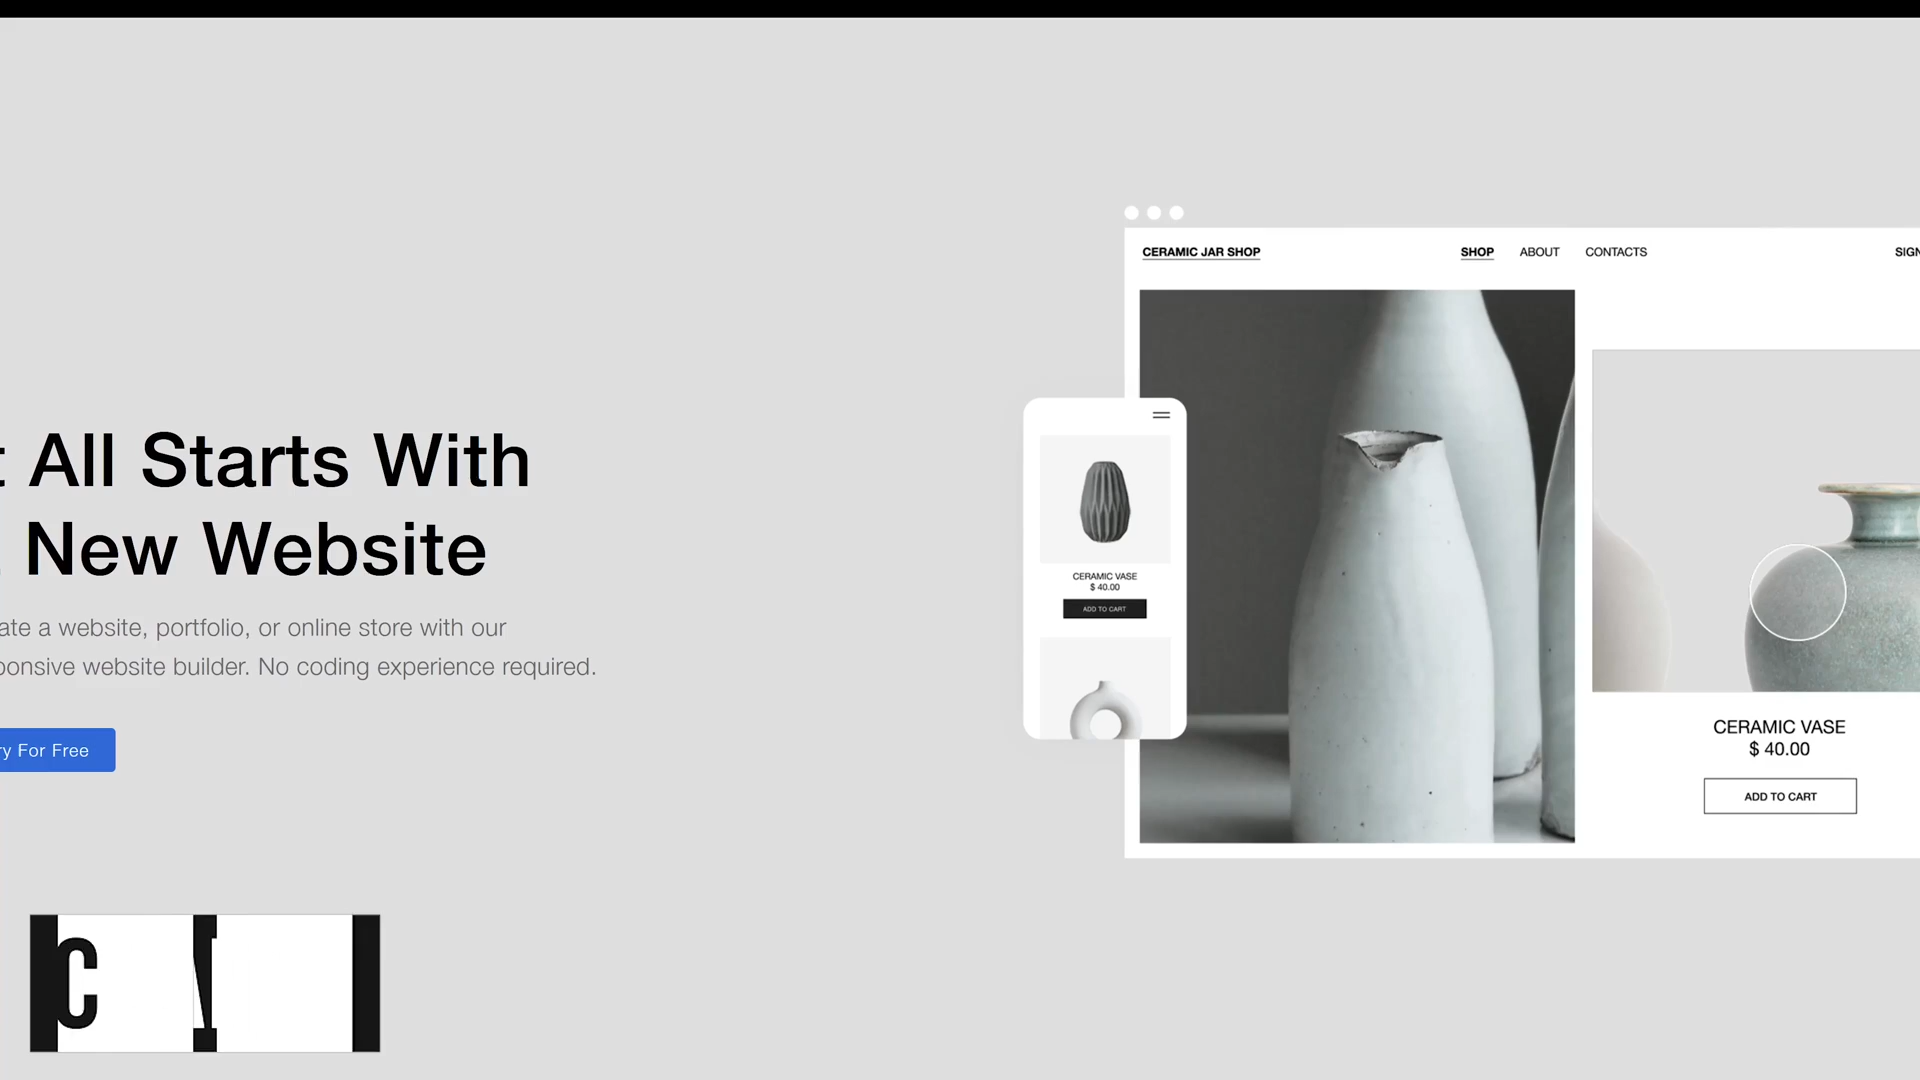 All Starts With
New Website
ate a website, portfolio, or online store with our
ponsive website builder. No coding experience required.
ry For Free
CERAMIC JAR SHOP
SHOP
ABOUT
CONTACTS
SIGN
CERAMIC VASE
$ 40.00
ADD TO CART
CERAMIC VASE
$ 40.00
ADD TO CART
C